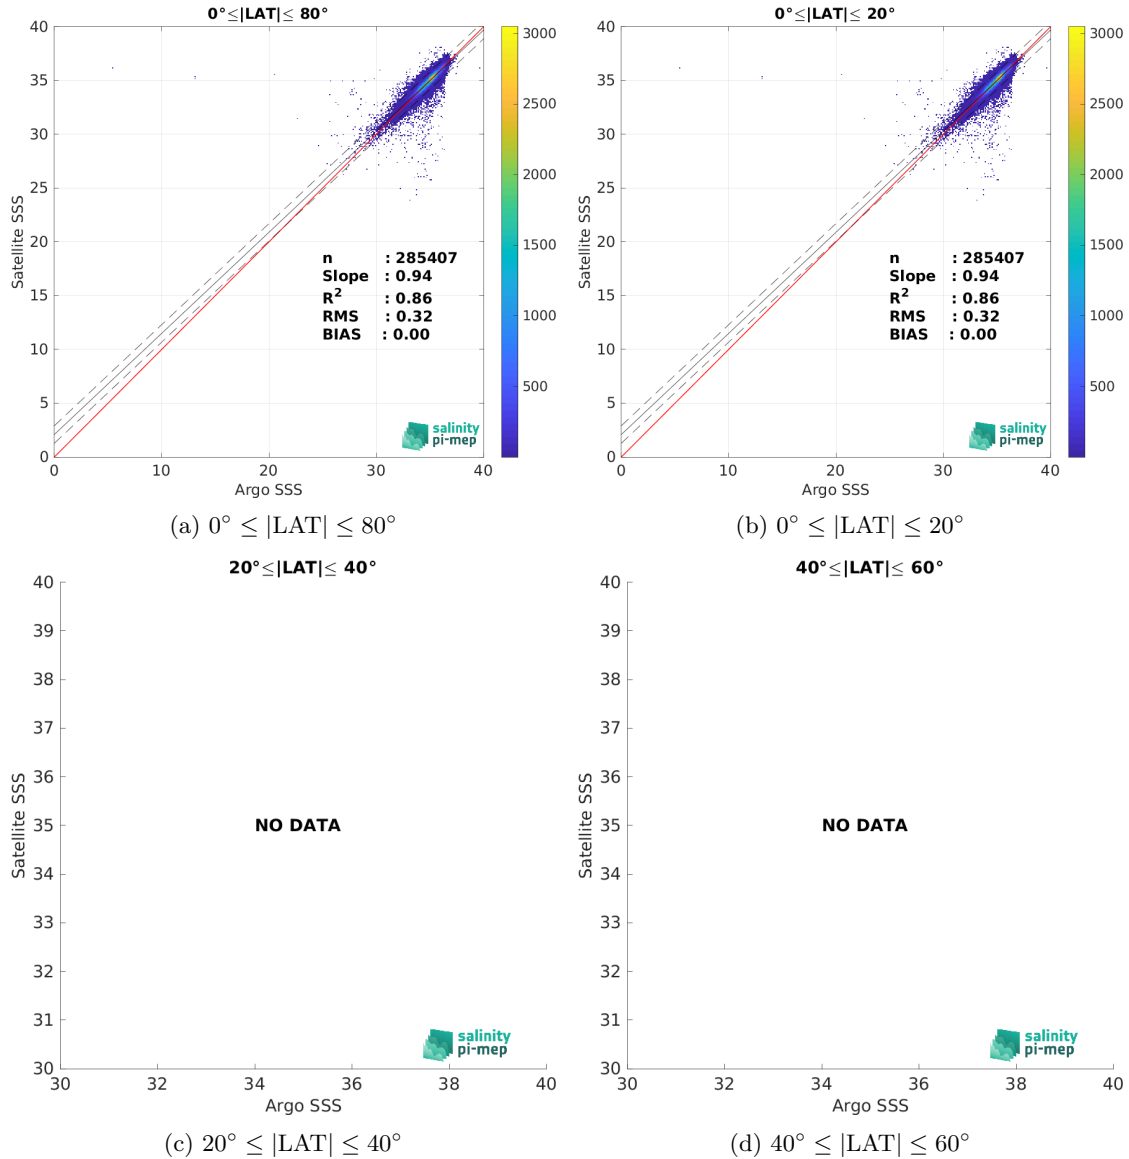 0°≤|LAT|≤ 80°
40
35
30
25
20
15
10
5
0
Satellite SSS
n : 285407
Slope : 0.94
R2 : 0.86
RMS : 0.32
BIAS : 0.00
salinity
pi-mep
0 10 20 30 40
Argo SSS
3000
2500
2000
1500
1000
500
(a) 0° ≤ |LAT| ≤ 80°
0°≤|LAT|≤ 20°
40
35
30
25
20
15
10
5
0
Satellite SSS
n : 285407
Slope : 0.94
R2 : 0.86
RMS : 0.32
BIAS : 0.00
salinity
pi-mep
0 10 20 30 40
Argo SSS
3000
2500
2000
1500
1000
500
(b) 0° ≤ |LAT| ≤ 20°
20°≤|LAT|≤ 40°
40
39
38
37
36
35
34
33
32
31
30
Satellite SSS
NO DATA
salinity
pi-mep
30 32 34 36 38 40
Argo SSS
(c) 20° ≤ |LAT| ≤ 40°
40°≤|LAT|≤ 60°
40
39
38
37
36
35
34
33
32
31
30
Satellite SSS
NO DATA
salinity
pi-mep
30 32 34 36 38 40
Argo SSS
(d) 40° ≤ |LAT| ≤ 60°